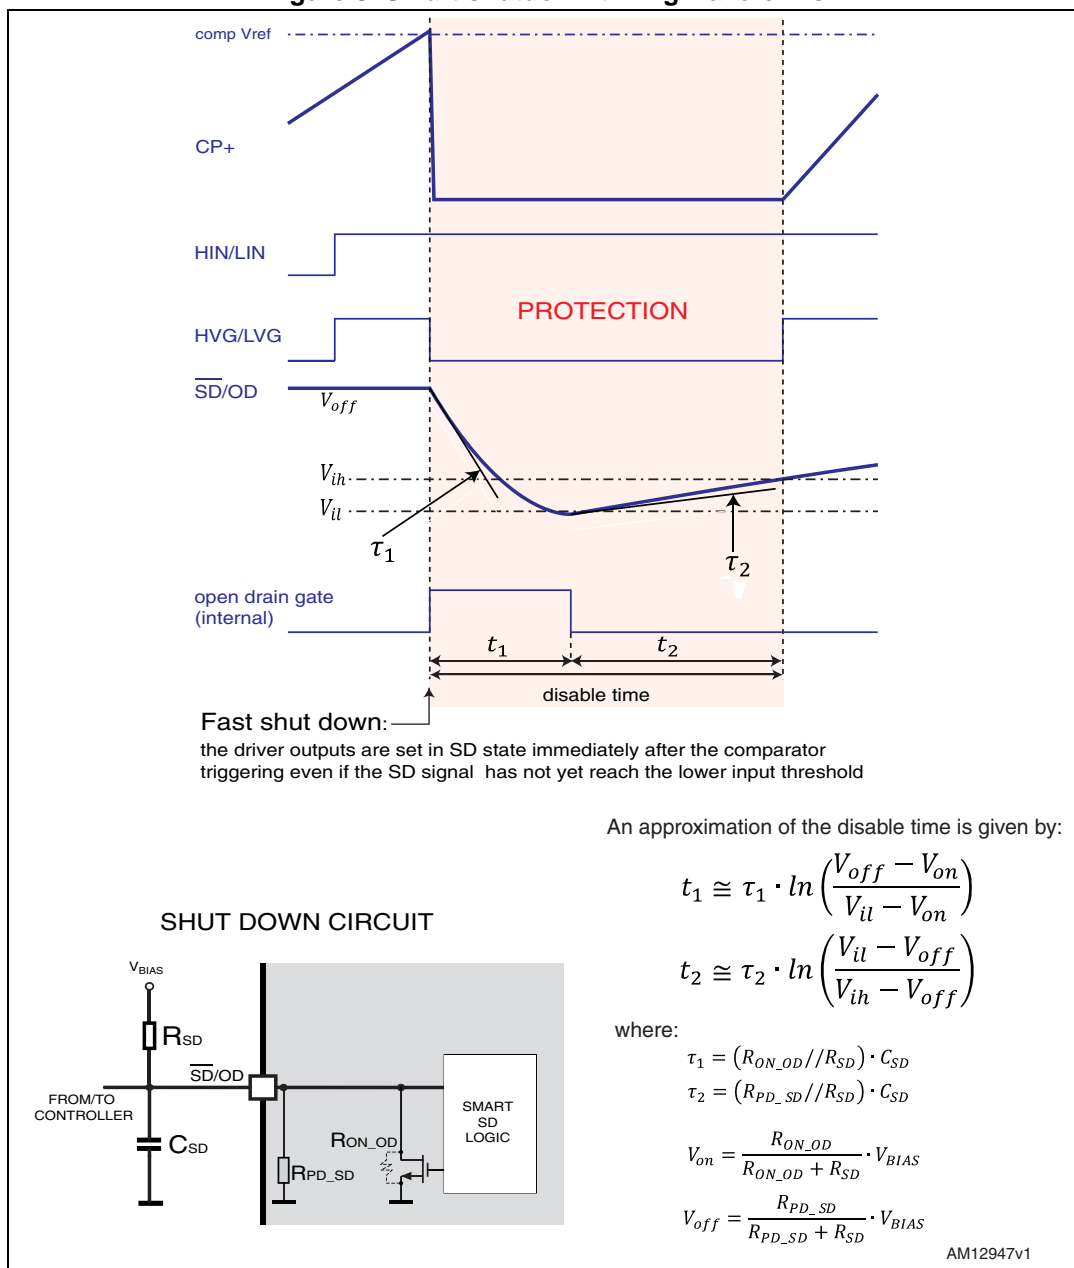 comp Vref
CP+
HIN/LIN
PROTECTION
HVG/LVG
SD/OD
V_off
V_ih
V_il
τ_1
τ_2
open drain gate
(internal)
t_1
t_2
disable time
Fast shut down:
the driver outputs are set in SD state immediately after the comparator
triggering even if the SD signal has not yet reach the lower input threshold
An approximation of the disable time is given by:
t_1 ≅ τ_1 · ln((V_off − V_on)/(V_il − V_on))
t_2 ≅ τ_2 · ln((V_il − V_off)/(V_ih − V_off))
where:
τ_1 = (R_ON_OD//R_SD) · C_SD
τ_2 = (R_PD_SD//R_SD) · C_SD
V_on = R_ON_OD/(R_ON_OD + R_SD) · V_BIAS
V_off = R_PD_SD/(R_PD_SD + R_SD) · V_BIAS
SHUT DOWN CIRCUIT
VBIAS
RSD
SD/OD
FROM/TO
CONTROLLER
CSD
RPD_SD
RON_OD
SMART
SD
LOGIC
AM12947v1